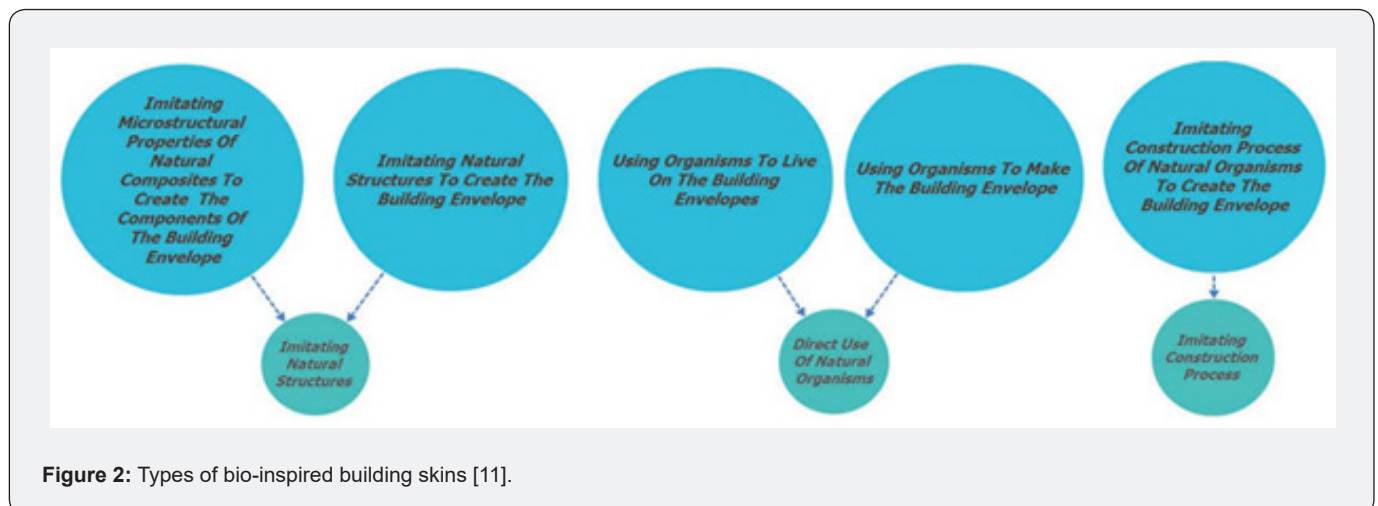 Imitating
Microstructural
Properties Of
Natural
Composites To
Create The
Components Of
The Building
Envelope
Imitating Natural
Structures To Create The
Building Envelope
Using Organisms To Live
On The Building
Envelopes
Using Organisms To Make
The Building Envelope
Imitating
Construction Process
Of Natural Organisms
To Create The
Building Envelope
Imitating
Natural
Structures
Direct Use
Of Natural
Organisms
Imitating
Construction
Process
Figure 2: Types of bio-inspired building skins [11].